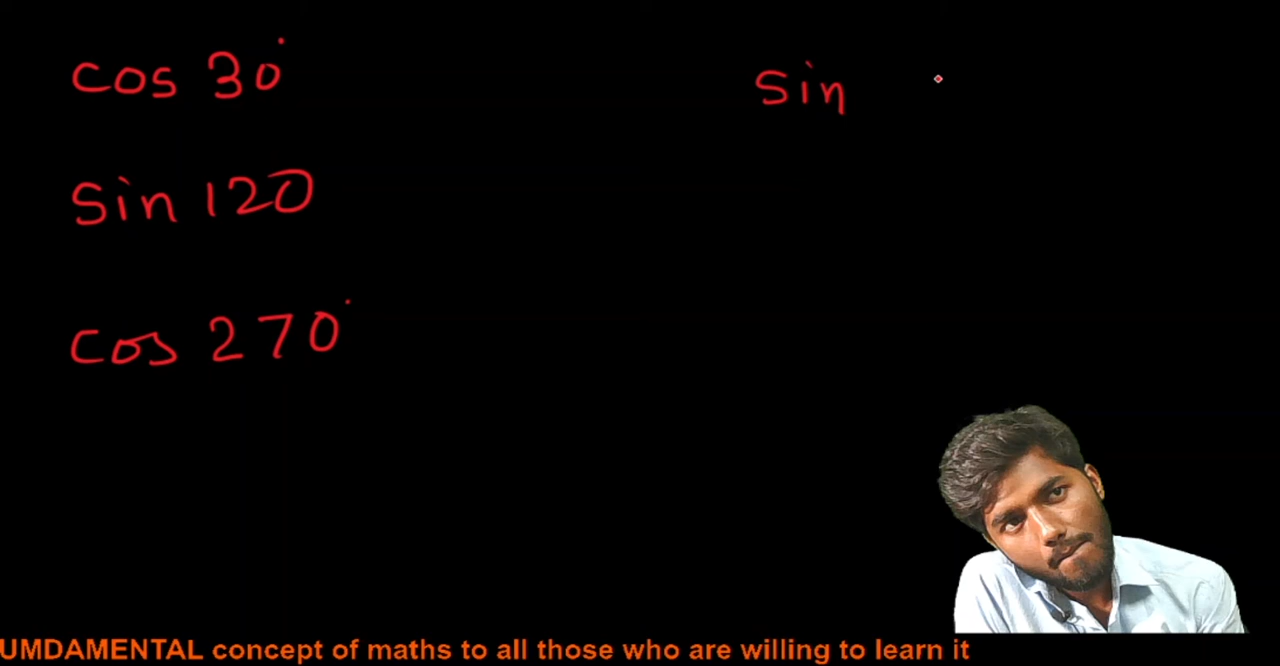 cos 30°
sin
sin 120
cos 270°
UMDAMENTAL concept of maths to all those who are willing to learn it